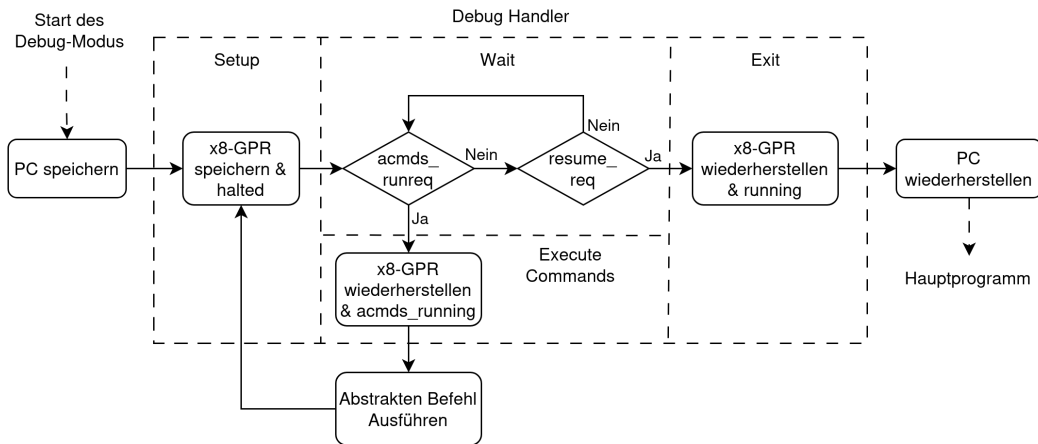 Debug Handler
Start des
Debug-Modus
Setup
Wait
Exit
PC speichern
x8-GPR
speichern &
halted
acmds_
runreq
Nein
Ja
resume_
req
Nein
Ja
x8-GPR
wiederherstellen
& running
PC
wiederherstellen
Execute
Commands
x8-GPR
wiederherstellen
& acmds_running
Hauptprogramm
Abstrakten Befehl
Ausführen